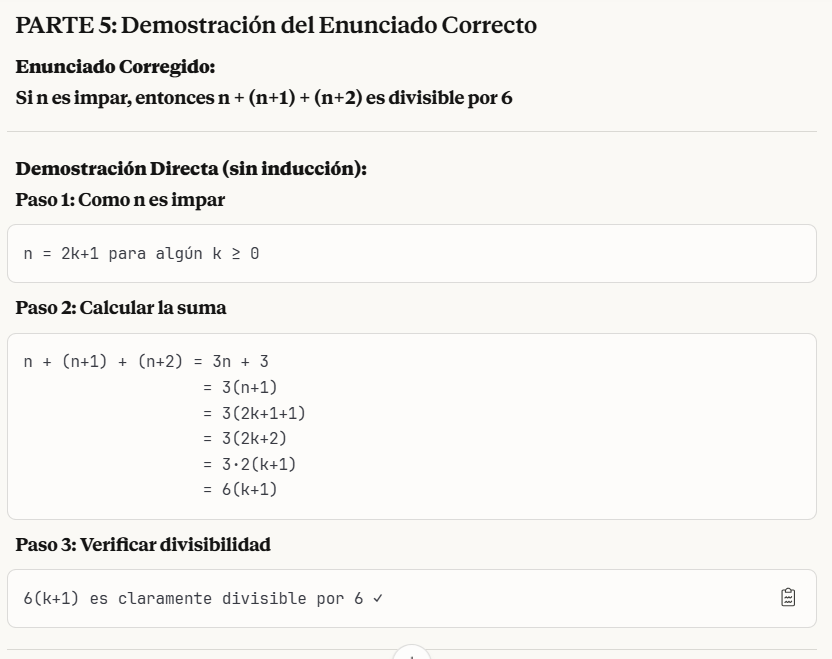 PARTE 5: Demostración del Enunciado Correcto
Enunciado Corregido:
Si n es impar, entonces n + (n+1) + (n+2) es divisible por 6
Demostración Directa (sin inducción):
Paso 1: Como n es impar
n = 2k+1 para algún k ≥ 0
Paso 2: Calcular la suma
n + (n+1) + (n+2) = 3n + 3
= 3(n+1)
= 3(2k+1+1)
= 3(2k+2)
= 3·2(k+1)
= 6(k+1)
Paso 3: Verificar divisibilidad
6(k+1) es claramente divisible por 6 ✓